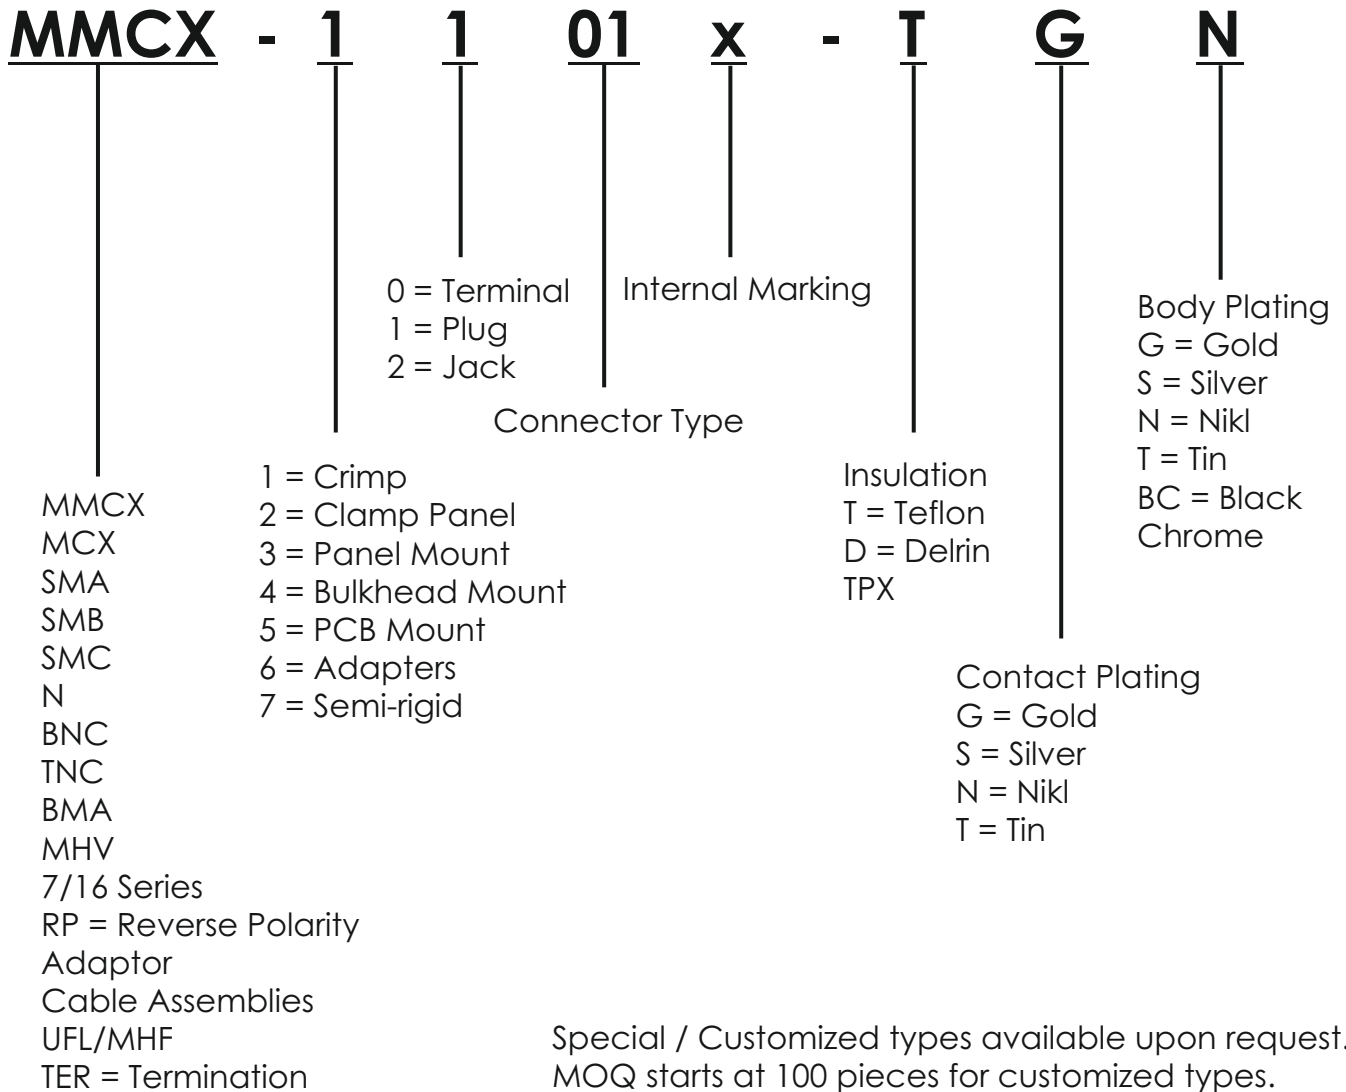 MMCX - 1 1 01 x - T G N
0 = Terminal
1 = Plug
2 = Jack
Internal Marking
Connector Type
Body Plating
G = Gold
S = Silver
N = Nikl
T = Tin
BC = Black
Chrome
MMCX
MCX
SMA
SMB
SMC
N
BNC
TNC
BMA
MHV
7/16 Series
RP = Reverse Polarity
Adaptor
Cable Assemblies
UFL/MHF
TER = Termination
1 = Crimp
2 = Clamp Panel
3 = Panel Mount
4 = Bulkhead Mount
5 = PCB Mount
6 = Adapters
7 = Semi-rigid
Insulation
T = Teflon
D = Delrin
TPX
Contact Plating
G = Gold
S = Silver
N = Nikl
T = Tin
Special / Customized types available upon request.
MOQ starts at 100 pieces for customized types.